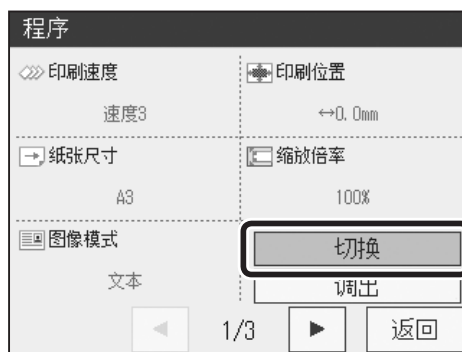 程序
印刷速度
印刷位置
速度3
↔0.0mm
纸张尺寸
缩放倍率
A3
100%
图像模式
切换
文本
调出
1/3
返回